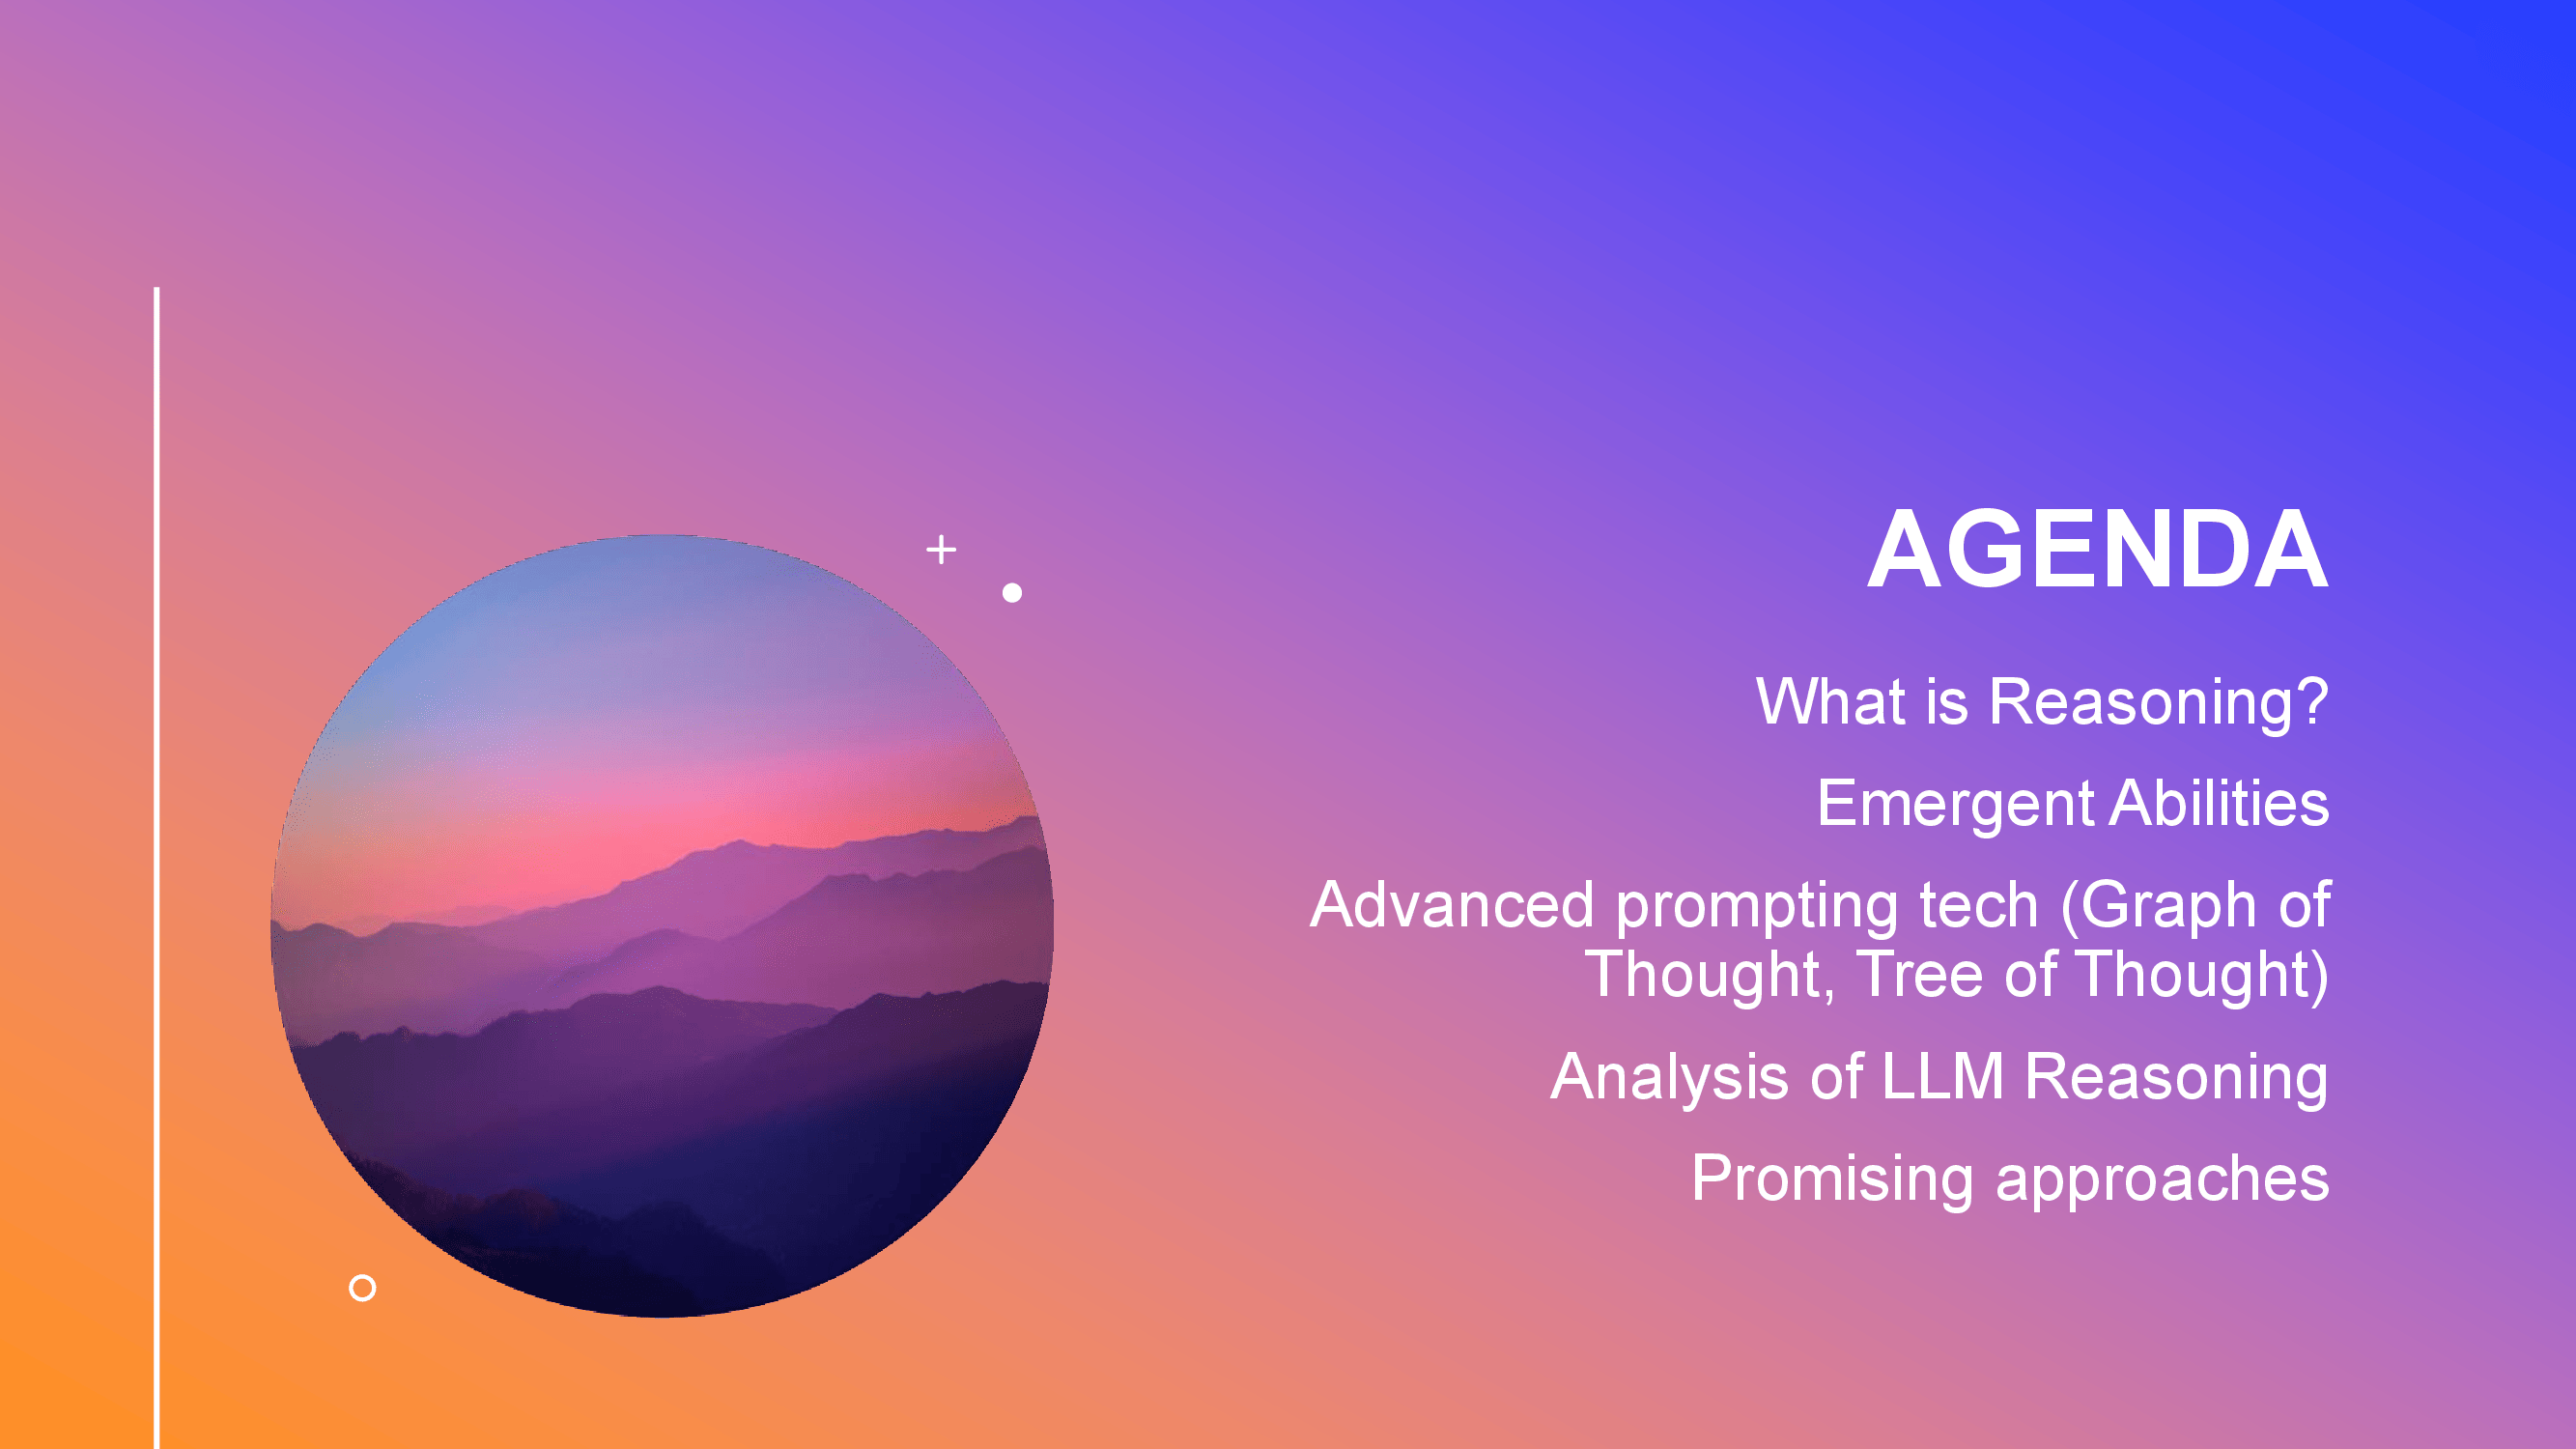 AGENDA
What is Reasoning?
Emergent Abilities
Advanced prompting tech (Graph of
Thought, Tree of Thought)
Analysis of LLM Reasoning
Promising approaches